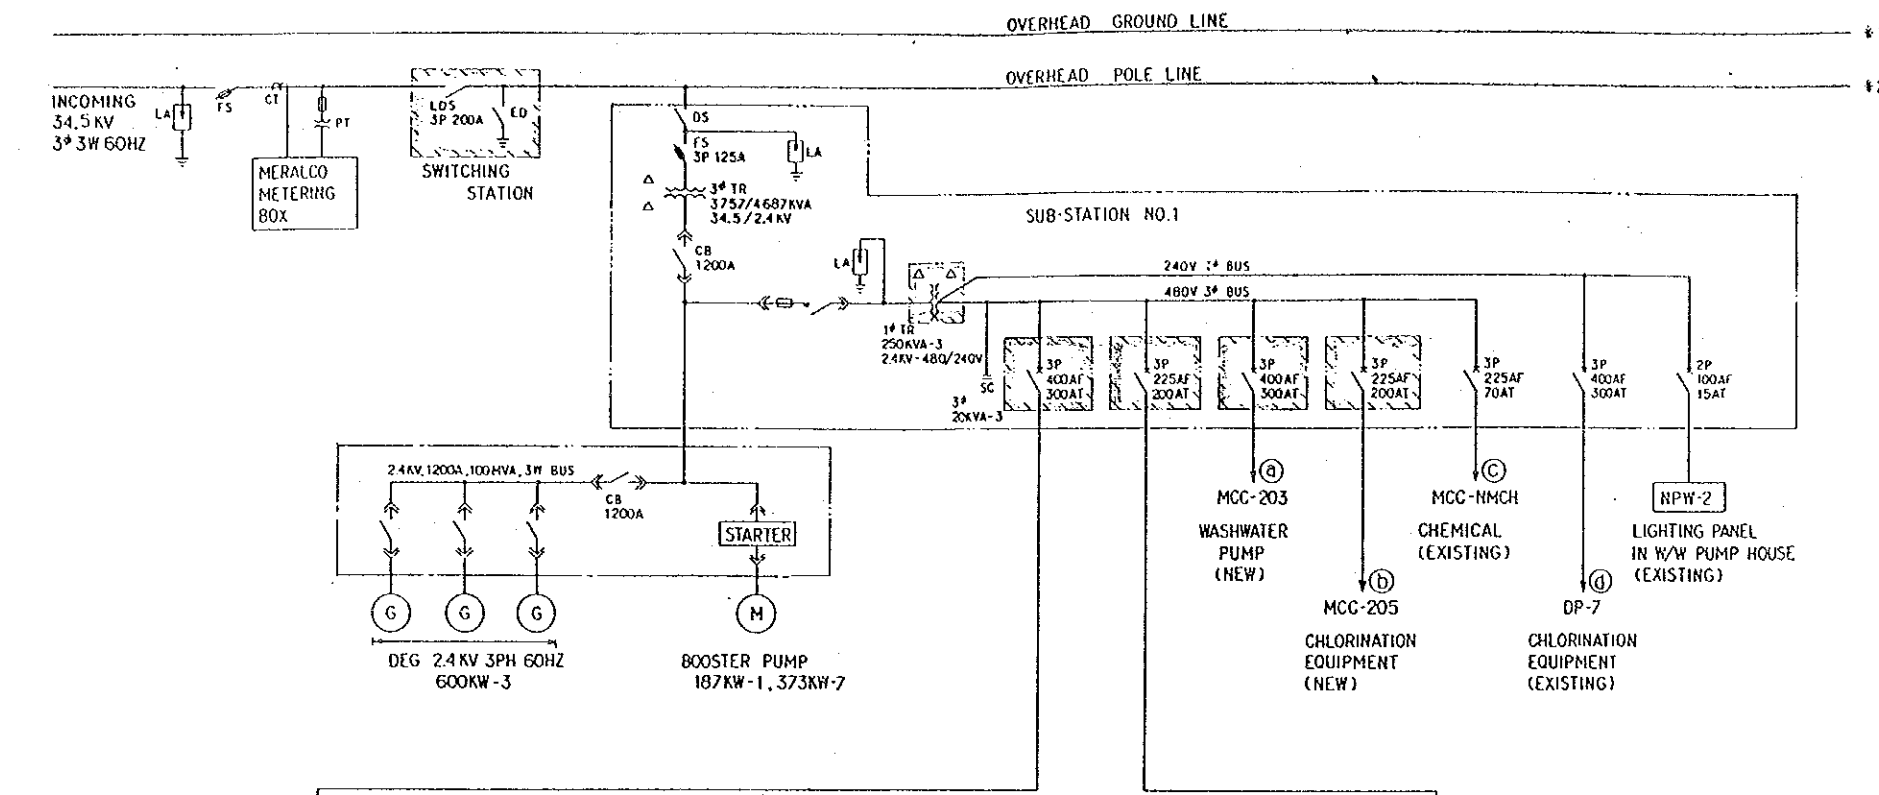 OVERHEAD GROUND LINE
OVERHEAD POLE LINE
INCOMING
34.5 KV
3φ 3W 60HZ
LA
FS
CT
PT
MERALCO
METERING
BOX
LDS
3P 200A
ED
SWITCHING
STATION
DS
FS
3P 125A
LA
3φ TR
3757/4687KVA
34.5/2.4 KV
SUB-STATION NO.1
CB
1200A
LA
240V 1φ BUS
480V 3φ BUS
1φ TR
250KVA-3
2.4KV-480/240V
SC
3φ
20KVA-3
3P
400AF
300AT
3P
225AF
200AT
3P
400AF
300AT
3P
225AF
200AT
3P
225AF
70AT
3P
400AF
300AT
2P
100AF
15AT
2.4KV, 1200A, 100MVA, 3W BUS
CB
1200A
STARTER
G
G
G
M
DEG 2.4 KV 3PH 60HZ
600KW-3
BOOSTER PUMP
187KW-1, 373KW-7
a
MCC-203
WASHWATER
PUMP
(NEW)
b
MCC-205
CHLORINATION
EQUIPMENT
(NEW)
c
MCC-NMCH
CHEMICAL
(EXISTING)
d
DP-7
CHLORINATION
EQUIPMENT
(EXISTING)
NPW-2
LIGHTING PANEL
IN W/W PUMP HOUSE
(EXISTING)